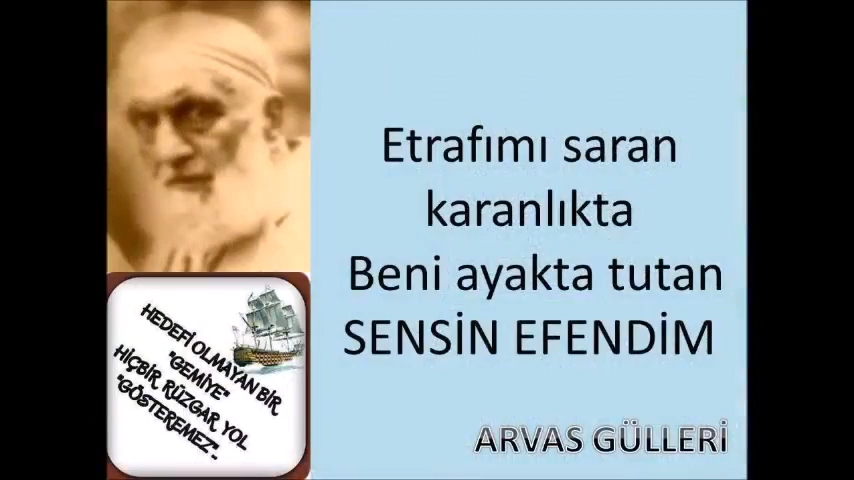 Etrafımı saran
karanlıkta
Beni ayakta tutan
SENSİN EFENDİM
ARVAS GÜLLERİ
HEDEFİ OLMAYAN BİR
"GEMİYE"
HİÇBİR RÜZGAR YOL
"GÖSTEREMEZ"..